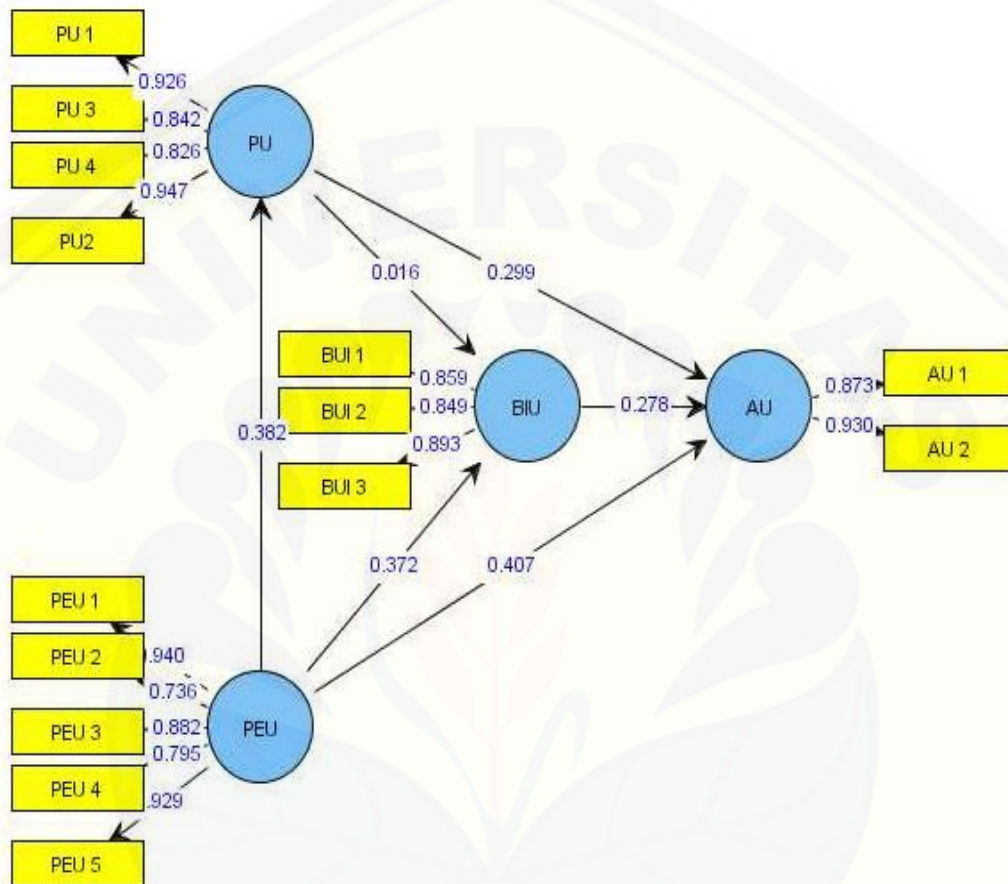 PU 1
0.926
PU 3
0.842
PU 4
0.826
PU
0.947
PU2
0.016
0.299
BUI 1
0.859
BUI 2
0.849
BIU
0.278
AU
0.873
AU 1
0.930
AU 2
0.893
BUI 3
0.382
0.372
0.407
PEU 1
.940
PEU 2
0.736
PEU 3
0.882
PEU
0.795
PEU 4
.929
PEU 5
UNIVERSITAS